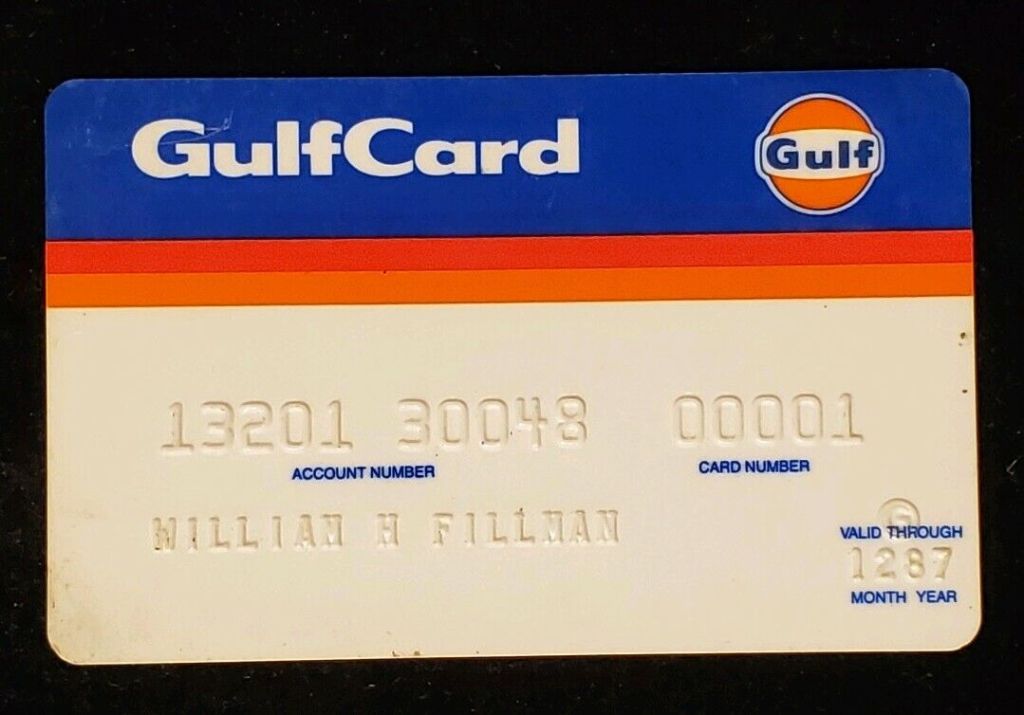 GulfCard
Gulf
13201 30048 00001
ACCOUNT NUMBER CARD NUMBER
WILLIAM H FILLMAN
G
VALID THROUGH
1287
MONTH YEAR